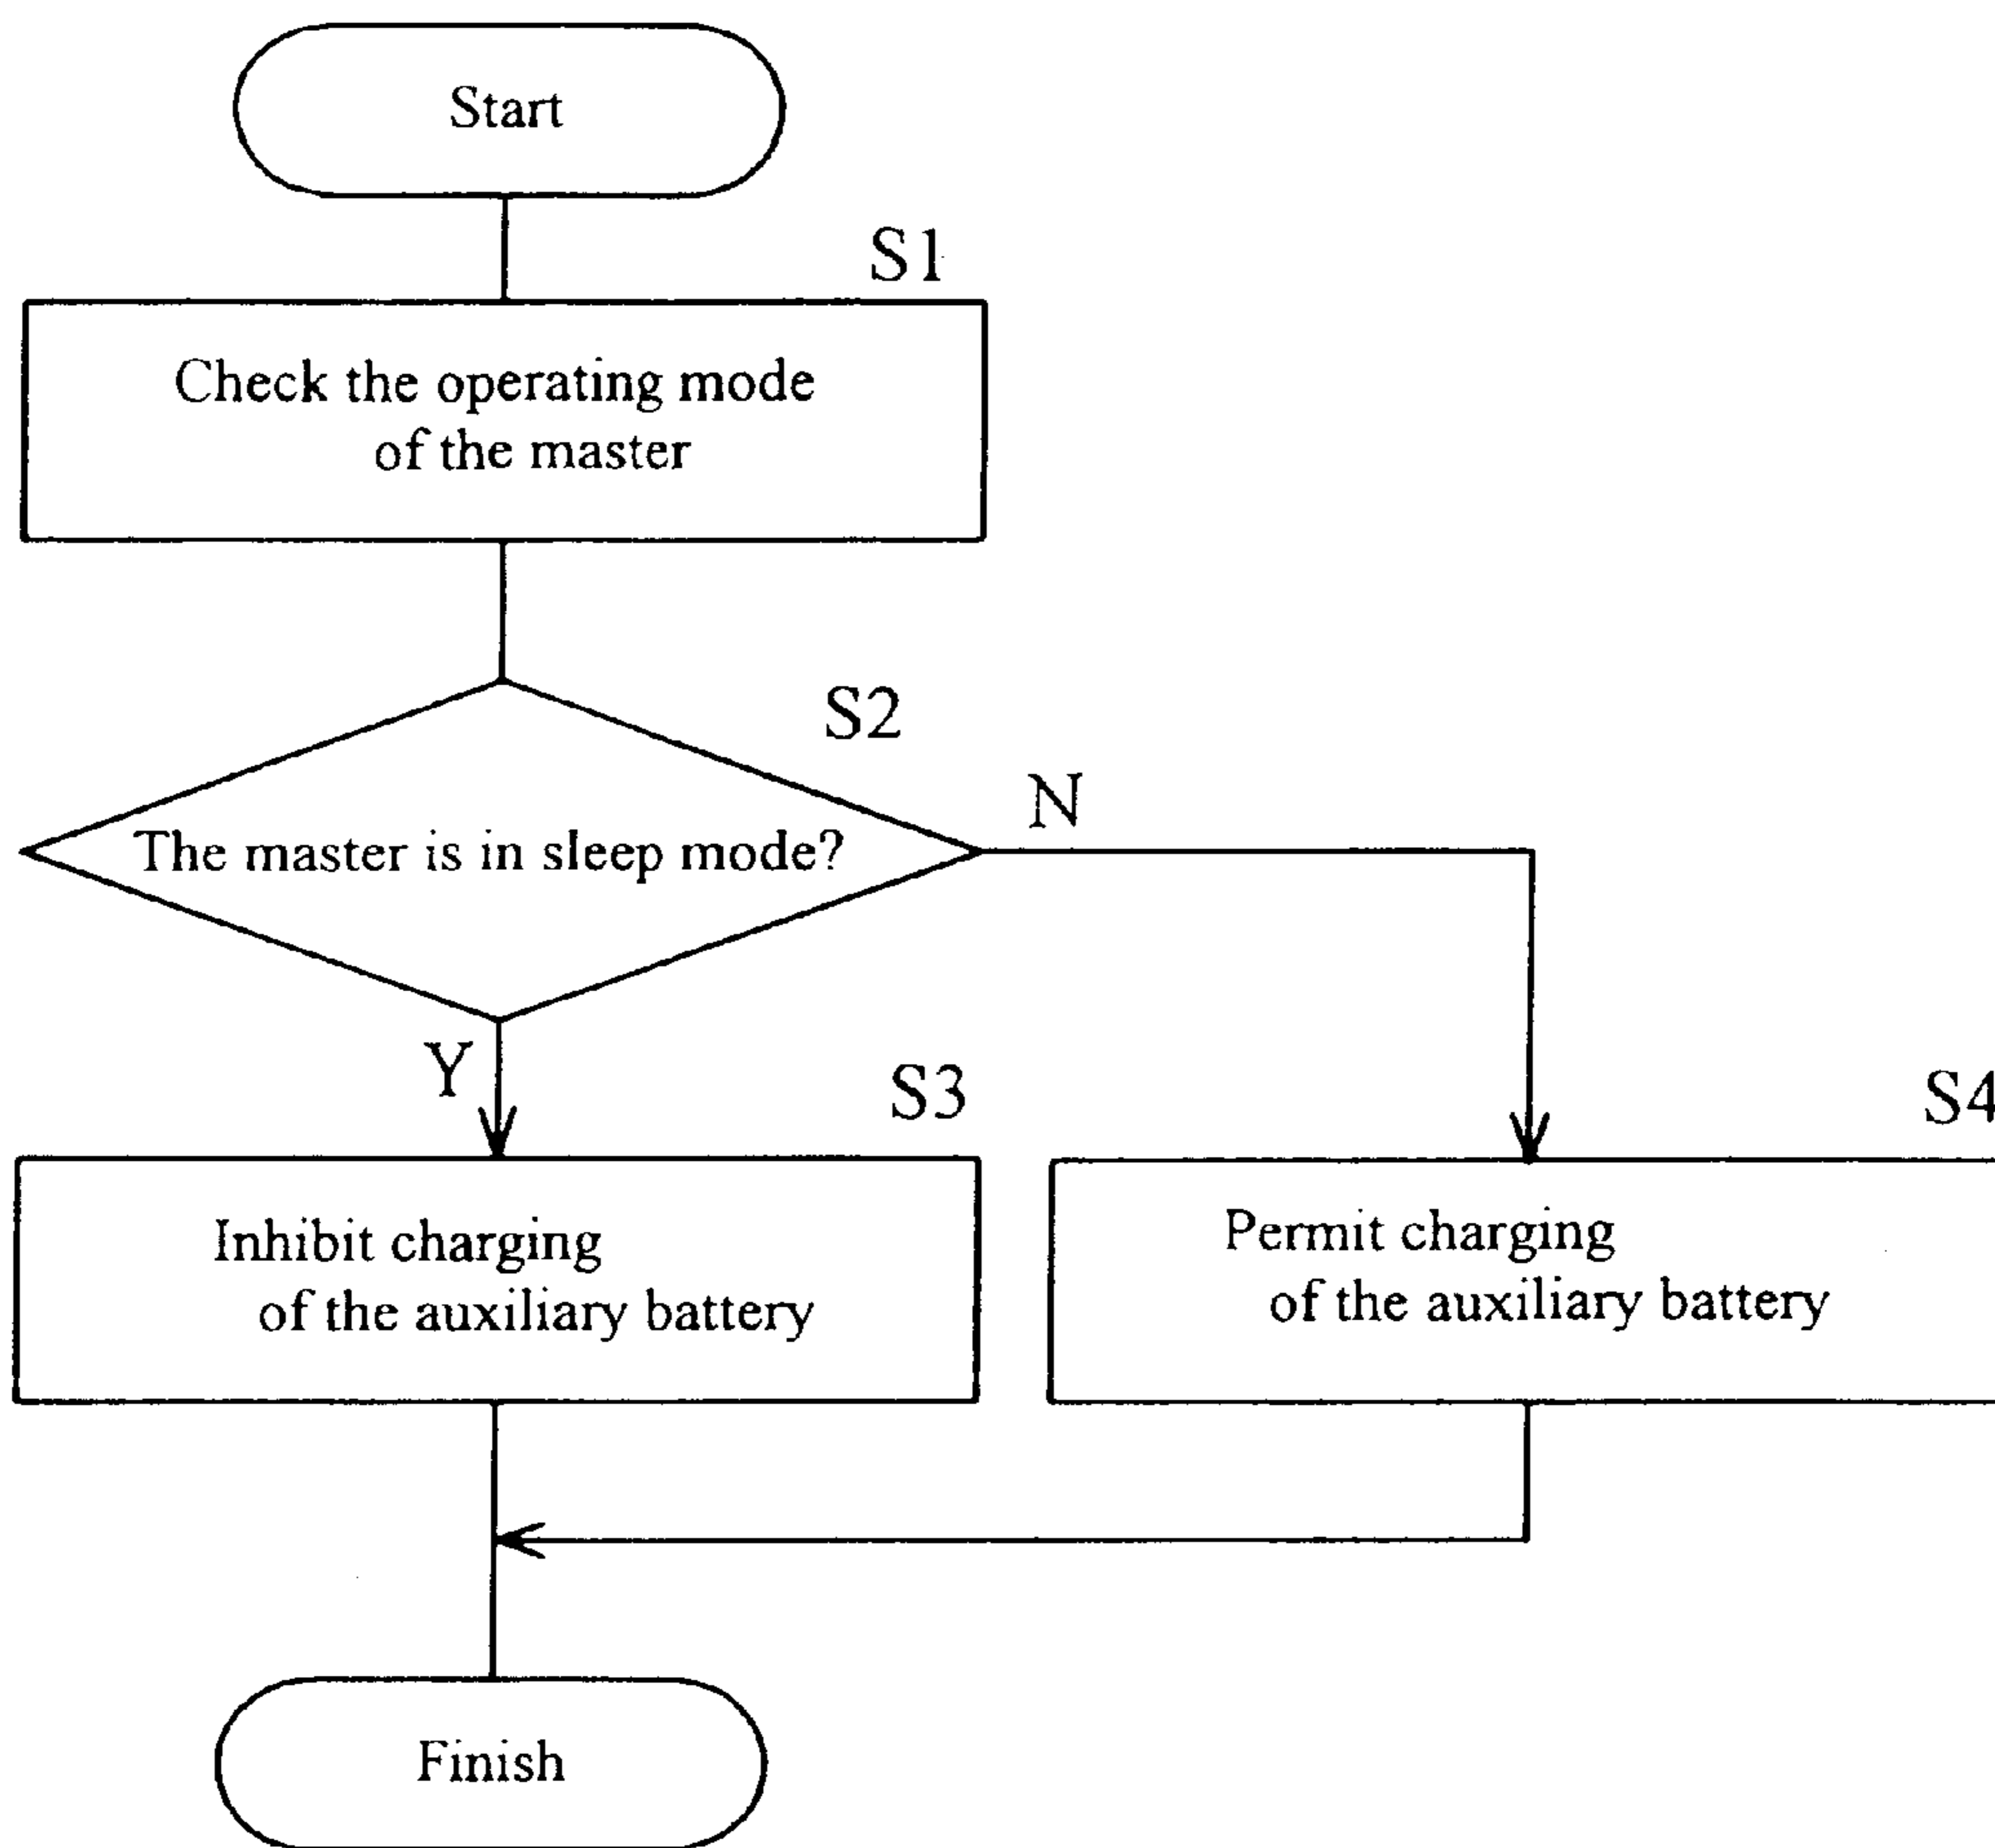 Start
S1
Check the operating mode
of the master
S2
The master is in sleep mode?
N
Y
S3
S4
Inhibit charging
of the auxiliary battery
Permit charging
of the auxiliary battery
Finish